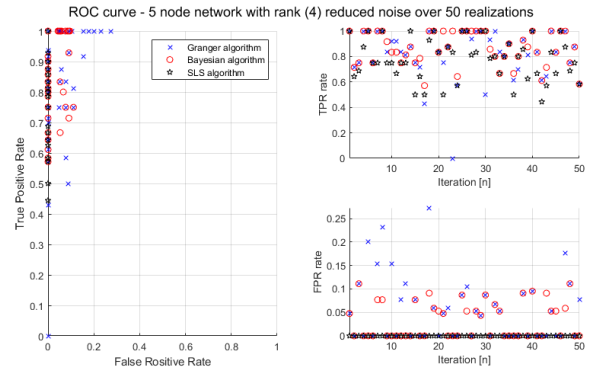 ROC curve - 5 node network with rank (4) reduced noise over 50 realizations
Granger algorithm
Bayesian algorithm
SLS algorithm
True Positive Rate
1
0.9
0.8
0.7
0.6
0.5
0.4
0.3
0.2
0.1
0
0 0.2 0.4 0.6 0.8 1
False Positive Rate
TPR rate
1
0.8
0.6
0.4
0.2
0
10 20 30 40 50
Iteration [n]
FPR rate
0.25
0.2
0.15
0.1
0.05
0
10 20 30 40 50
Iteration [n]